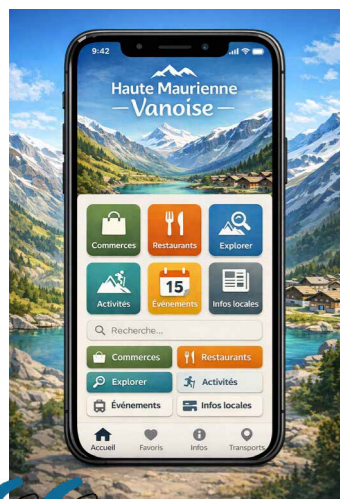 9:42
Haute Maurienne
Vanoise
Commerces
Restaurants
Explorer
Activités
15
Événements
Infos locales
Recherche...
Commerces
Restaurants
Explorer
Activités
Événements
Infos locales
Accueil
Favoris
Infos
Transports